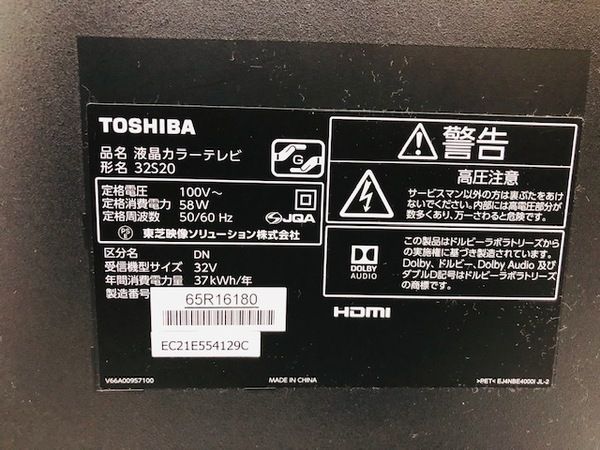 TOSHIBA
品名 液晶カラーテレビ
形名 32S20
G
定格電圧 100V～
定格消費電力 58W
定格周波数 50/60 Hz
JQA
東芝映像ソリューション株式会社
区分名 DN
受信機型サイズ 32V
年間消費電力量 37kWh/年
製造番号
65R16180
EC21E554129C
V66A00957100
MADE IN CHINA
警告
高圧注意
サービスマン以外の方は裏ぶたをあけ
ないでください。内部には高電圧部分が
数多くあり、万一さわると危険です。
DOLBY
AUDIO
この製品はドルビーラボラトリーズから
の実施権に基づき製造されています。
Dolby、ドルビー、Dolby Audio 及び
ダブルD記号はドルビーラボラトリーズ
の商標です。
HDMI
>PET< EJ4NBE4000I JL-2